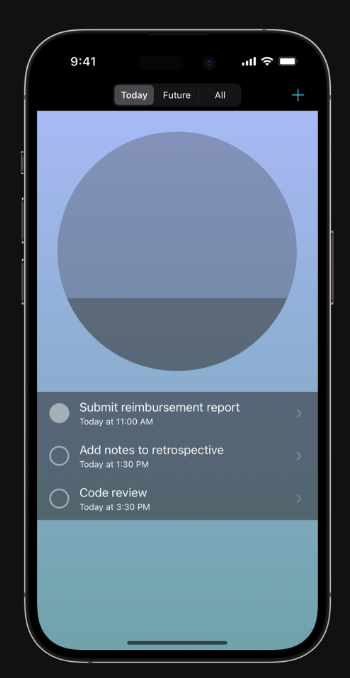 9:41
Today Future All
Submit reimbursement report
Today at 11:00 AM
Add notes to retrospective
Today at 1:30 PM
Code review
Today at 3:30 PM